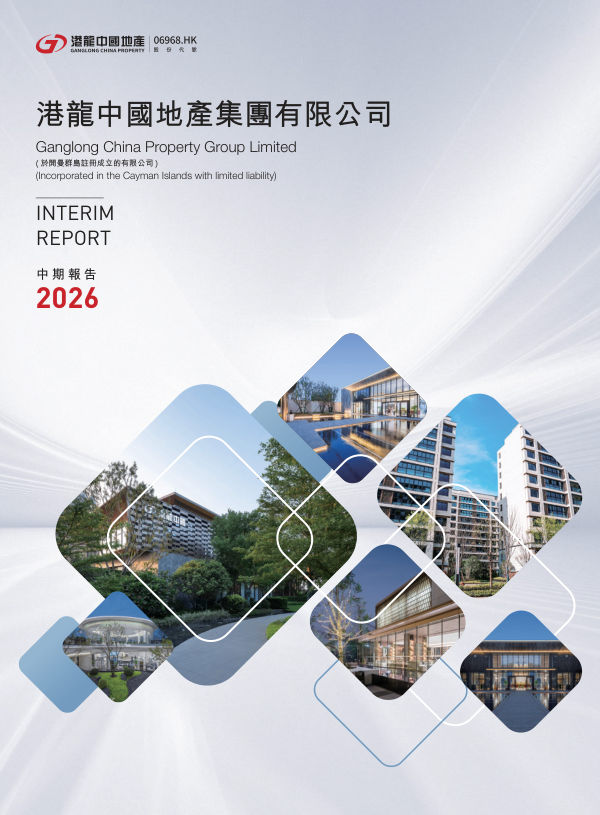 港龍中國地產
GANGLONG CHINA PROPERTY
06968.HK
股份代號
港龍中國地產集團有限公司
Ganglong China Property Group Limited
(於開曼群島註冊成立的有限公司)
(Incorporated in the Cayman Islands with limited liability)
INTERIM
REPORT
中期報告
2026